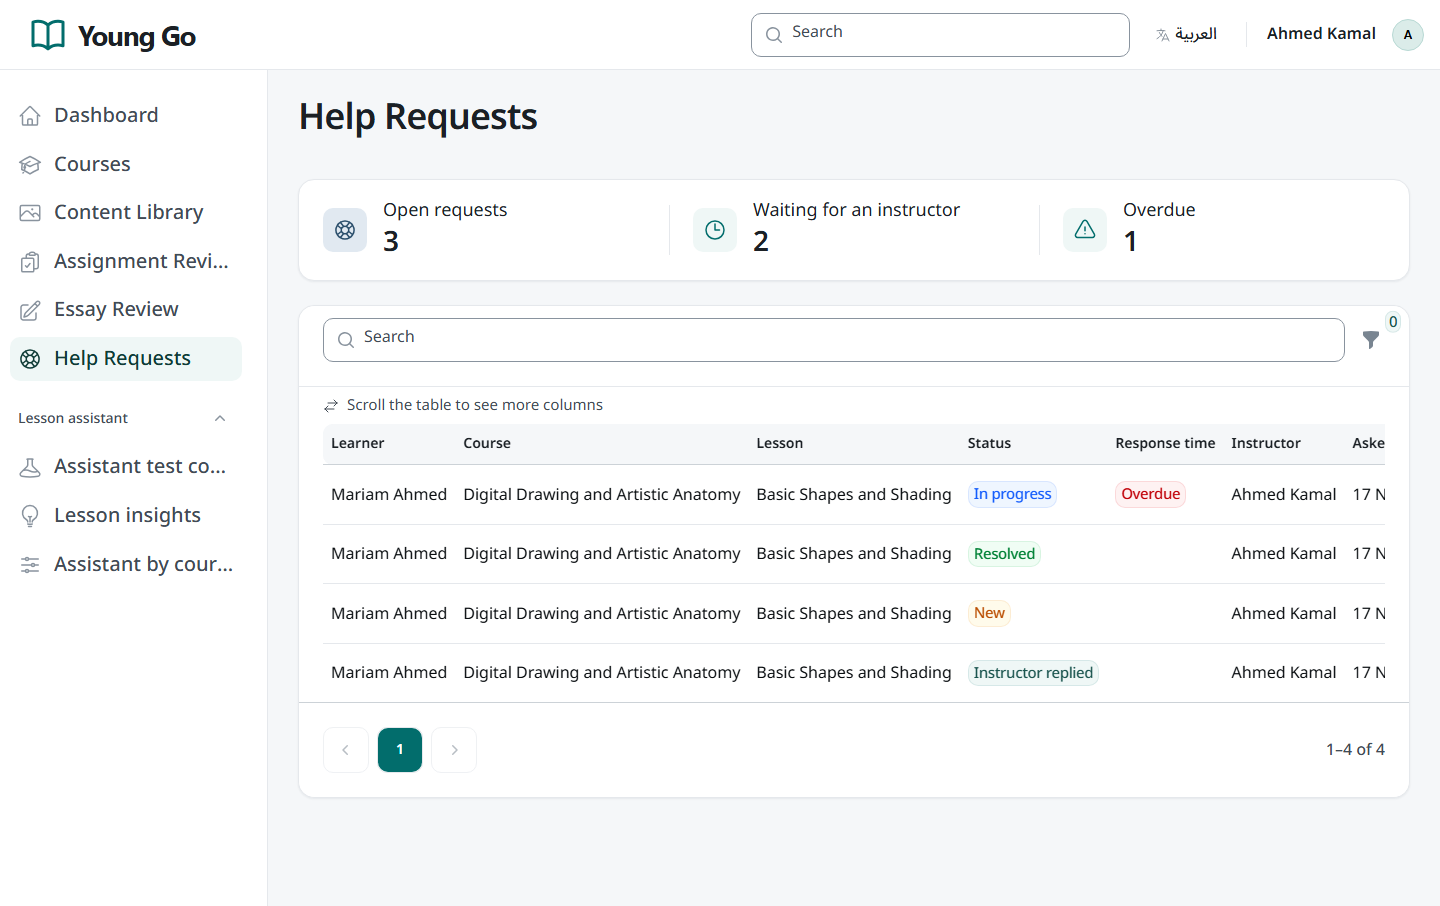 Young Go
Search
العربية
Ahmed Kamal
A
Dashboard
Courses
Content Library
Assignment Revi...
Essay Review
Help Requests
Lesson assistant
Assistant test co...
Lesson insights
Assistant by cour...
Help Requests
Open requests
3
Waiting for an instructor
2
Overdue
1
Search
0
Scroll the table to see more columns
Learner Course Lesson Status Response time Instructor Aske
Mariam Ahmed Digital Drawing and Artistic Anatomy Basic Shapes and Shading In progress Overdue Ahmed Kamal 17 N
Mariam Ahmed Digital Drawing and Artistic Anatomy Basic Shapes and Shading Resolved Ahmed Kamal 17 N
Mariam Ahmed Digital Drawing and Artistic Anatomy Basic Shapes and Shading New Ahmed Kamal 17 N
Mariam Ahmed Digital Drawing and Artistic Anatomy Basic Shapes and Shading Instructor replied Ahmed Kamal 17 N
1
1–4 of 4